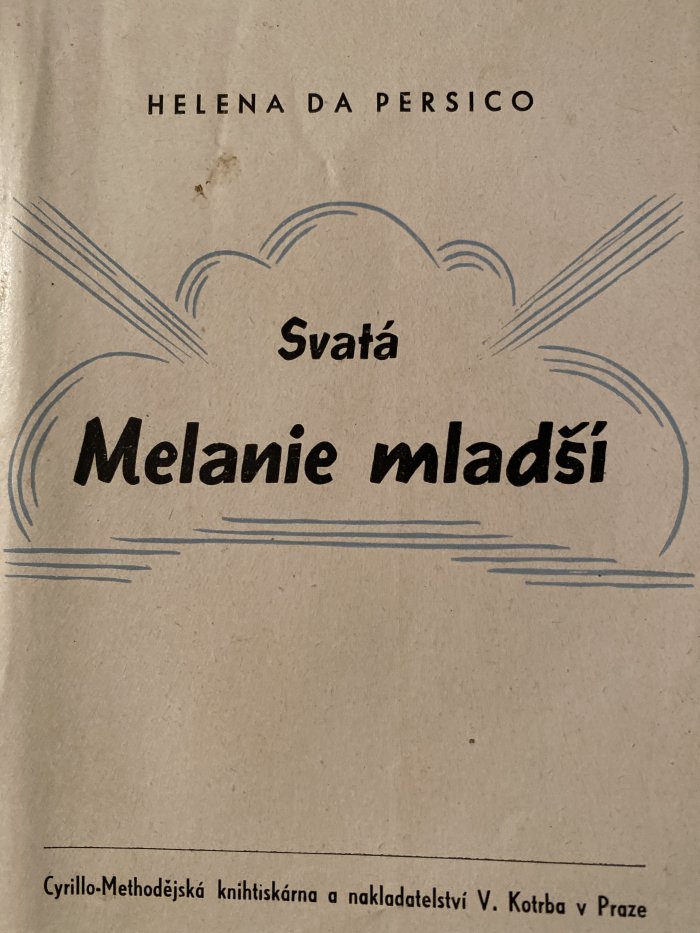 HELENA DA PERSICO
Svatá
Melanie mladší
Cyrillo-Methodějská knihtiskárna a nakladatelství V. Kotrba v Praze